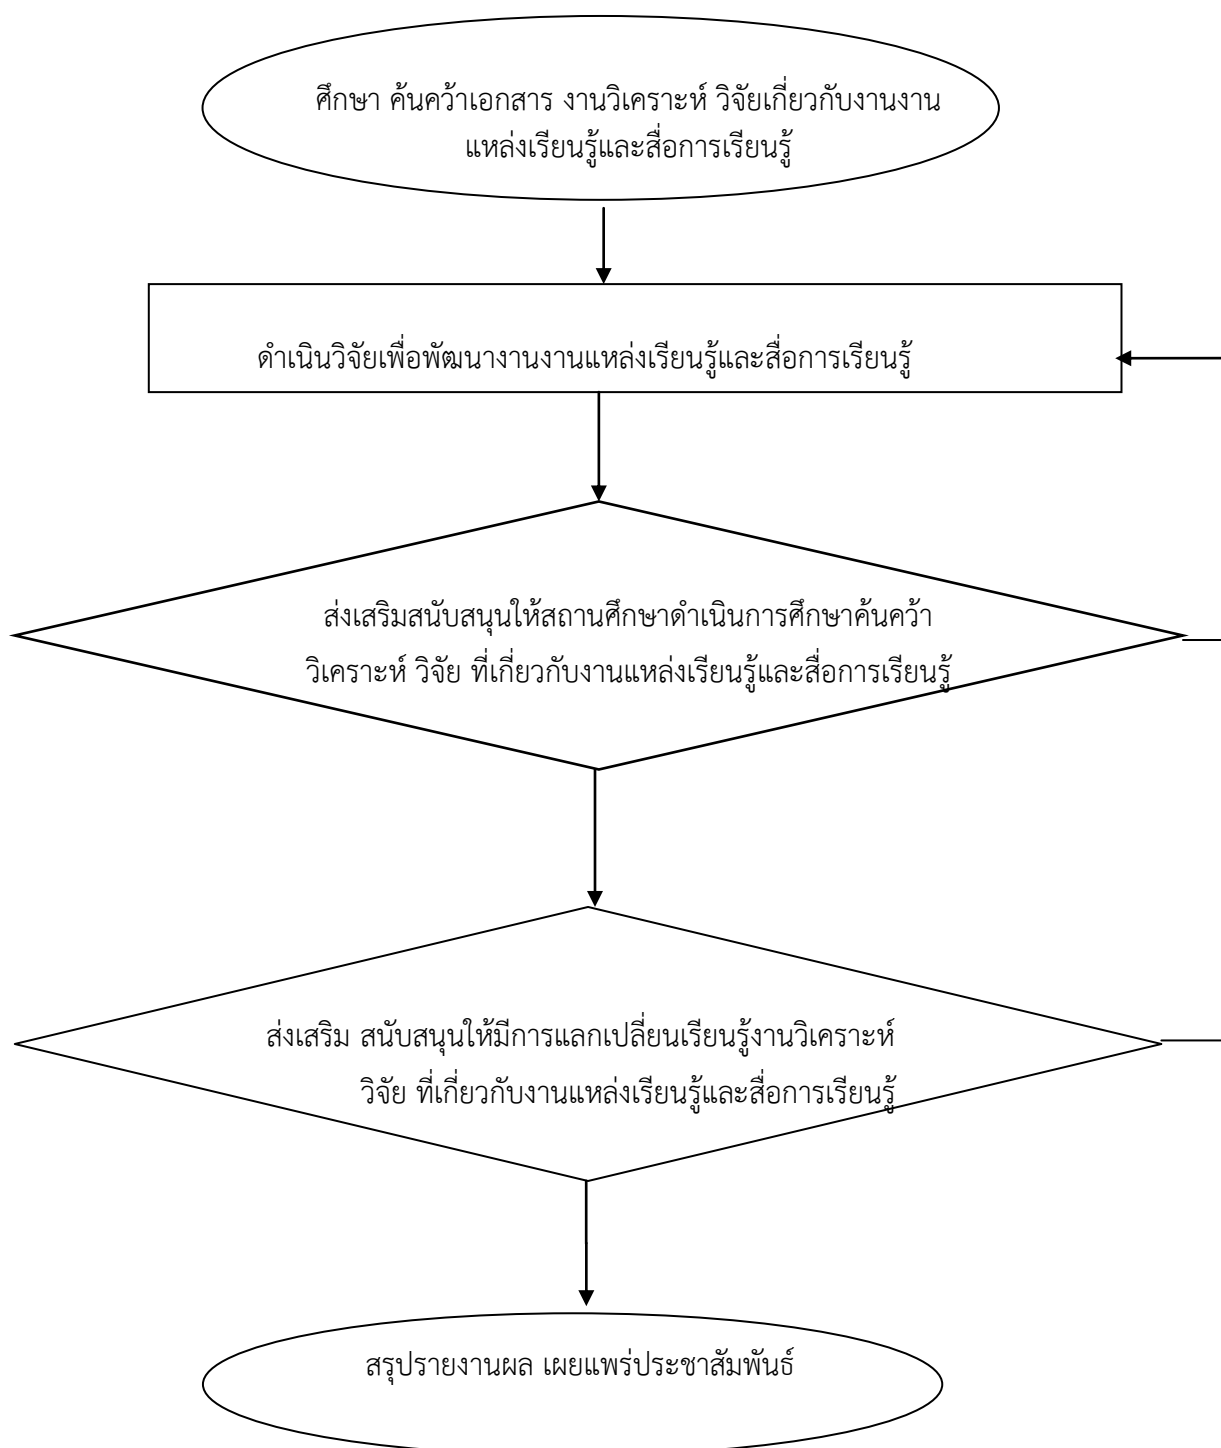 ศึกษา ค้นคว้าเอกสาร งานวิเคราะห์ วิจัยเกี่ยวกับงานงาน
แหล่งเรียนรู้และสื่อการเรียนรู้
ดำเนินวิจัยเพื่อพัฒนางานงานแหล่งเรียนรู้และสื่อการเรียนรู้
ส่งเสริมสนับสนุนให้สถานศึกษาดำเนินการศึกษาค้นคว้า
วิเคราะห์ วิจัย ที่เกี่ยวกับงานแหล่งเรียนรู้และสื่อการเรียนรู้
ส่งเสริม สนับสนุนให้มีการแลกเปลี่ยนเรียนรู้งานวิเคราะห์
วิจัย ที่เกี่ยวกับงานแหล่งเรียนรู้และสื่อการเรียนรู้
สรุปรายงานผล เผยแพร่ประชาสัมพันธ์